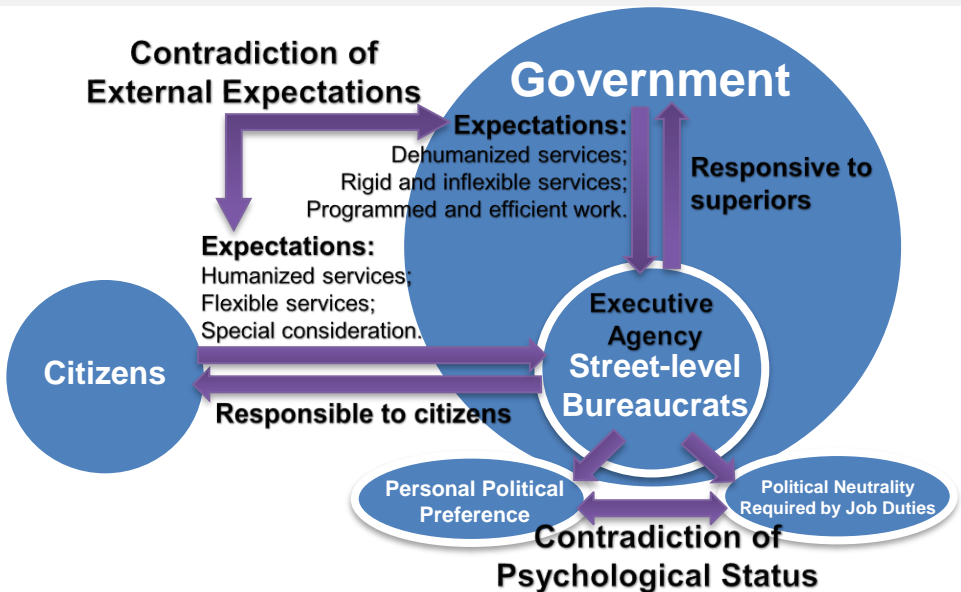 Contradiction of
External Expectations
Government
Expectations:
Dehumanized services;
Rigid and inflexible services;
Programmed and efficient work.
Responsive to
superiors
Expectations:
Humanized services;
Flexible services;
Special consideration.
Citizens
Executive
Agency
Street-level
Bureaucrats
Responsible to citizens
Personal Political
Preference
Political Neutrality
Required by Job Duties
Contradiction of
Psychological Status